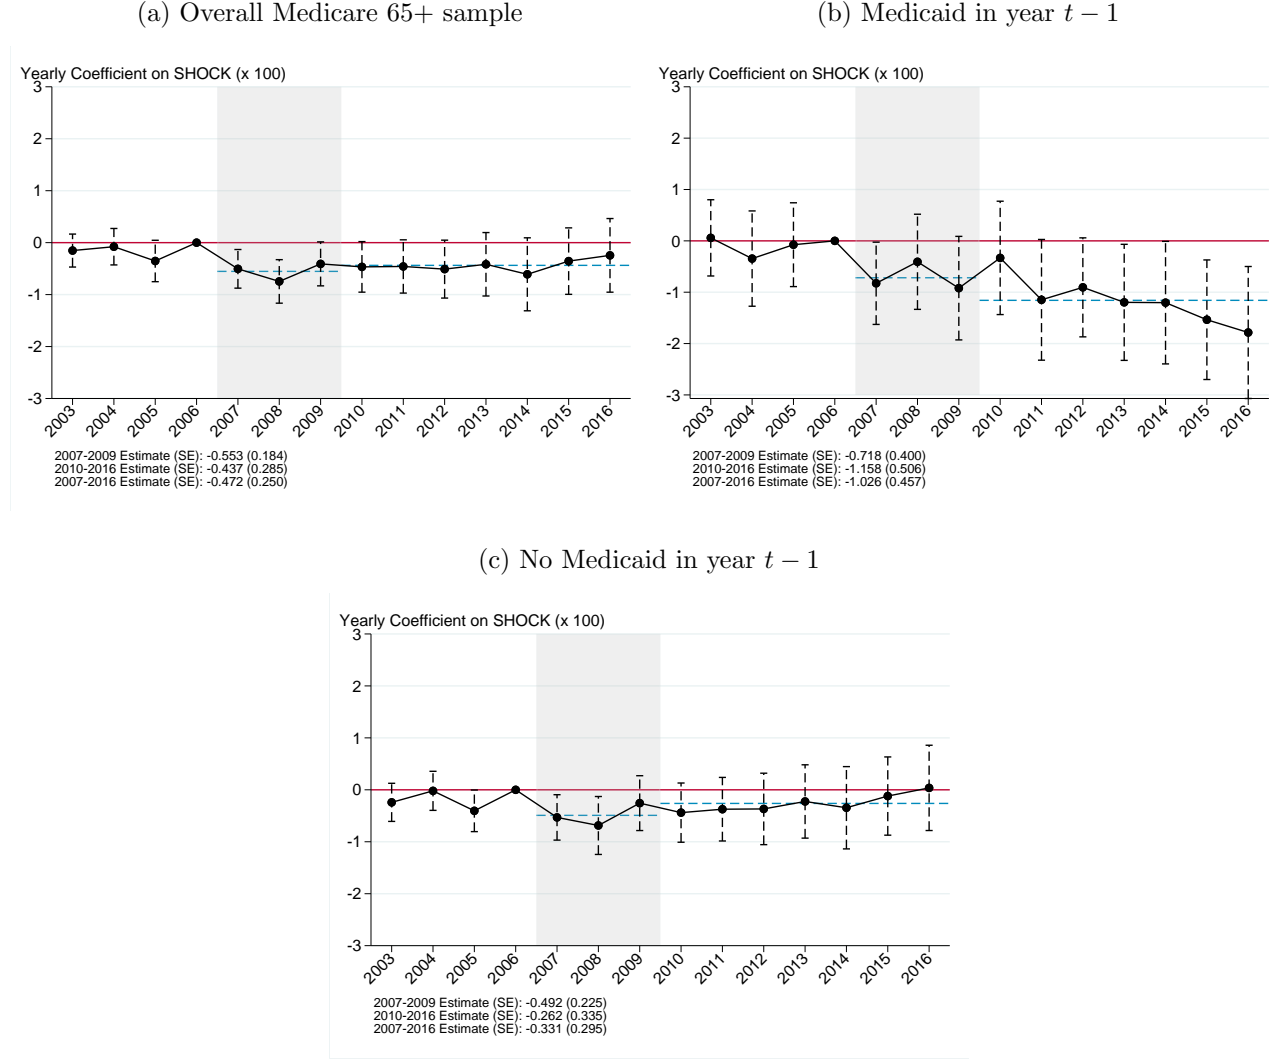 (a) Overall Medicare 65+ sample
Yearly Coefficient on SHOCK (x 100)
3
2
1
0
-1
-2
-3
2003 2004 2005 2006 2007 2008 2009 2010 2011 2012 2013 2014 2015 2016
2007-2009 Estimate (SE): -0.553 (0.184)
2010-2016 Estimate (SE): -0.437 (0.285)
2007-2016 Estimate (SE): -0.472 (0.250)
(b) Medicaid in year t − 1
Yearly Coefficient on SHOCK (x 100)
3
2
1
0
-1
-2
-3
2003 2004 2005 2006 2007 2008 2009 2010 2011 2012 2013 2014 2015 2016
2007-2009 Estimate (SE): -0.718 (0.400)
2010-2016 Estimate (SE): -1.158 (0.506)
2007-2016 Estimate (SE): -1.026 (0.457)
(c) No Medicaid in year t − 1
Yearly Coefficient on SHOCK (x 100)
3
2
1
0
-1
-2
-3
2003 2004 2005 2006 2007 2008 2009 2010 2011 2012 2013 2014 2015 2016
2007-2009 Estimate (SE): -0.492 (0.225)
2010-2016 Estimate (SE): -0.262 (0.335)
2007-2016 Estimate (SE): -0.331 (0.295)